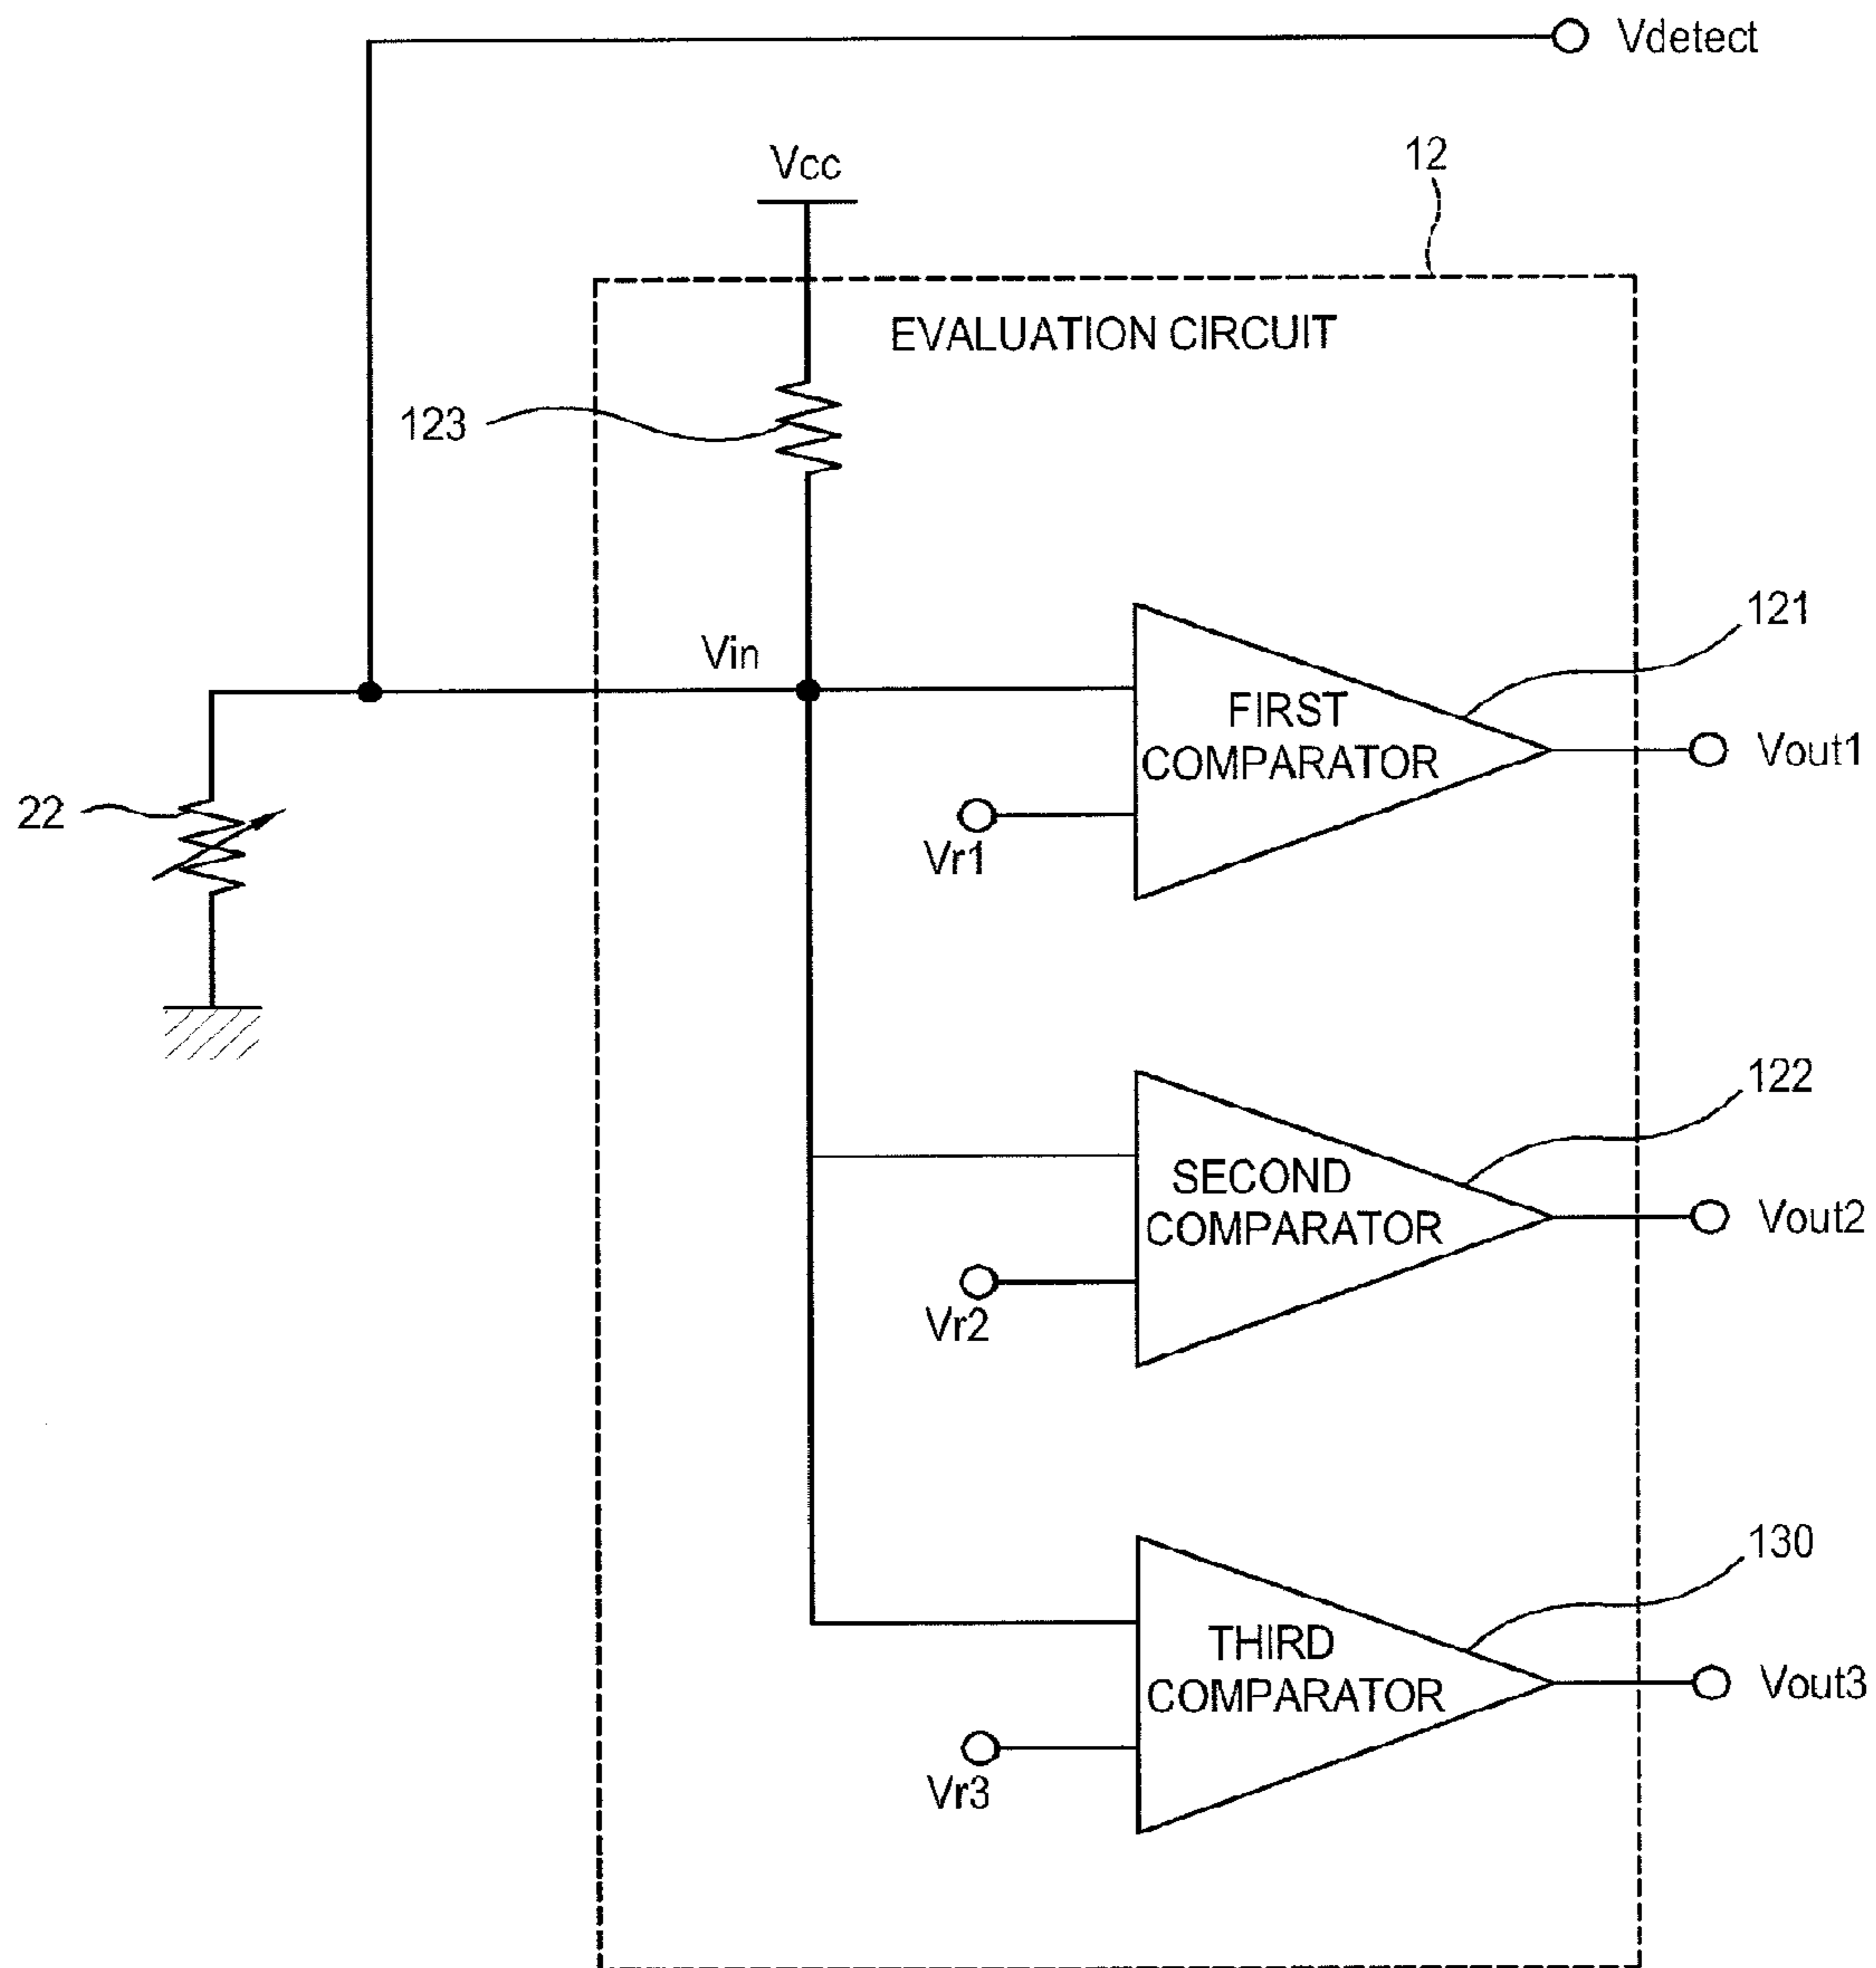 Vdetect
Vcc
12
EVALUATION CIRCUIT
123
121
Vin
FIRST
COMPARATOR
Vout1
22
Vr1
122
SECOND
COMPARATOR
Vout2
Vr2
130
THIRD
COMPARATOR
Vout3
Vr3